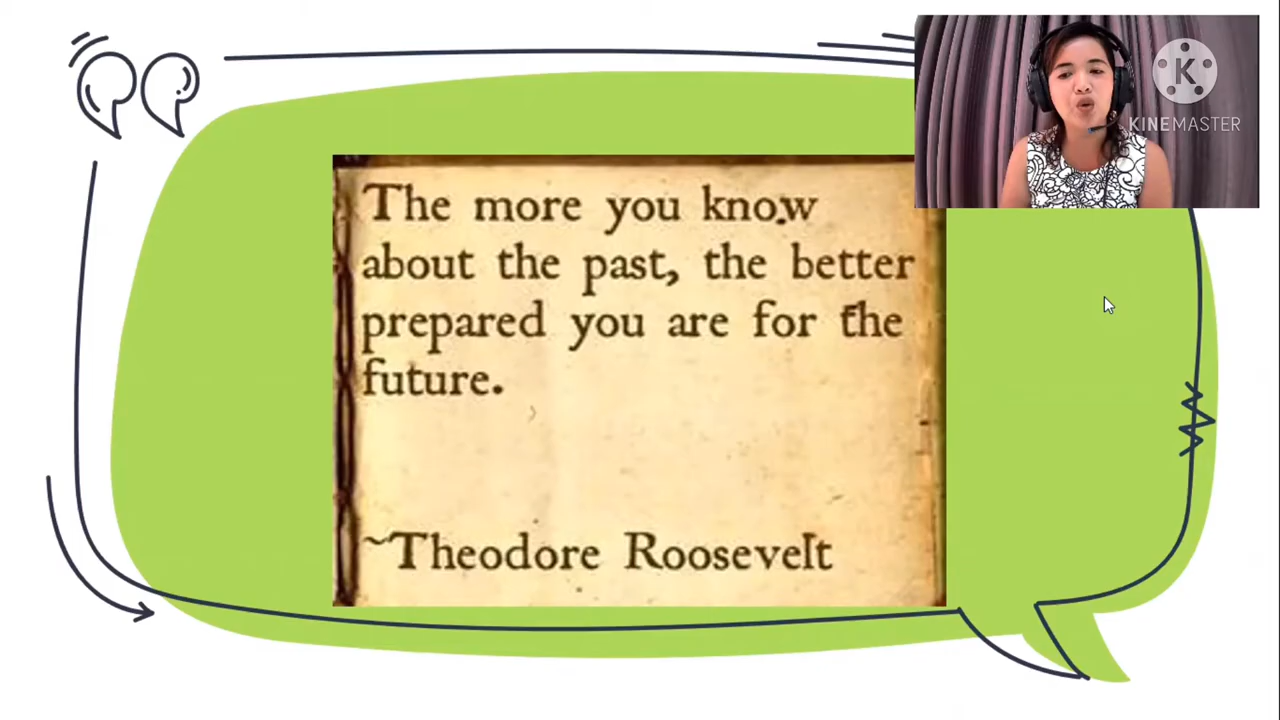 KINEMASTER
The more you know
about the past, the better
prepared you are for the
future.
~Theodore Roosevelt